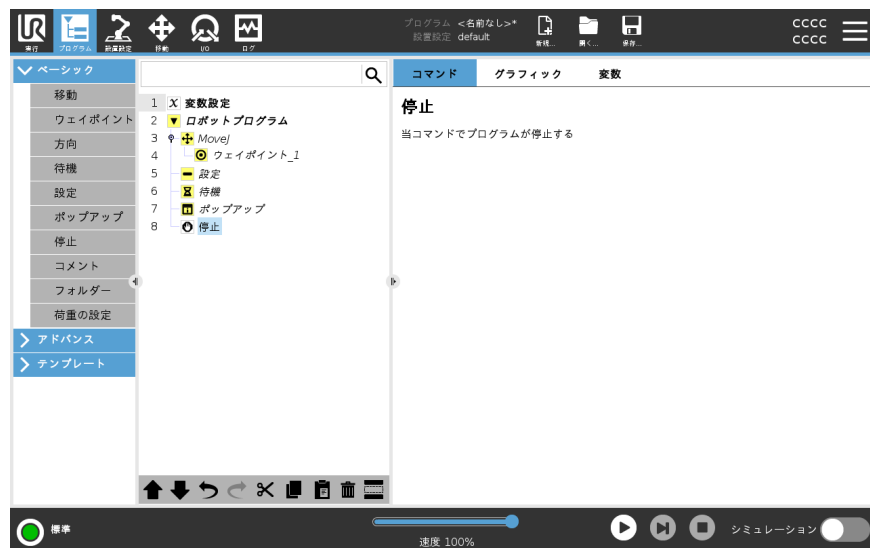 プログラム <名前なし>*
設置設定 default
CCCC
CCCC
実行 プログラム 設置設定 移動 I/O ログ 新規... 開く... 保存...
ベーシック
移動
ウェイポイント
方向
待機
設定
ポップアップ
停止
コメント
フォルダー
荷重の設定
アドバンス
テンプレート
1 X 変数設定
2 ロボットプログラム
3 MoveJ
4 ウェイポイント_1
5 設定
6 待機
7 ポップアップ
8 停止
コマンド グラフィック 変数
停止
当コマンドでプログラムが停止する
標準
速度 100%
シミュレーション